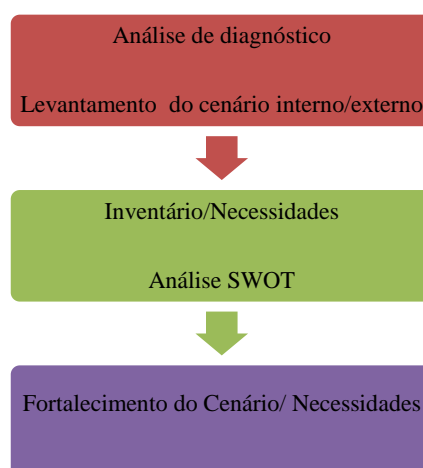 Análise de diagnóstico
Levantamento do cenário interno/externo
Inventário/Necessidades
Análise SWOT
Fortalecimento do Cenário/ Necessidades